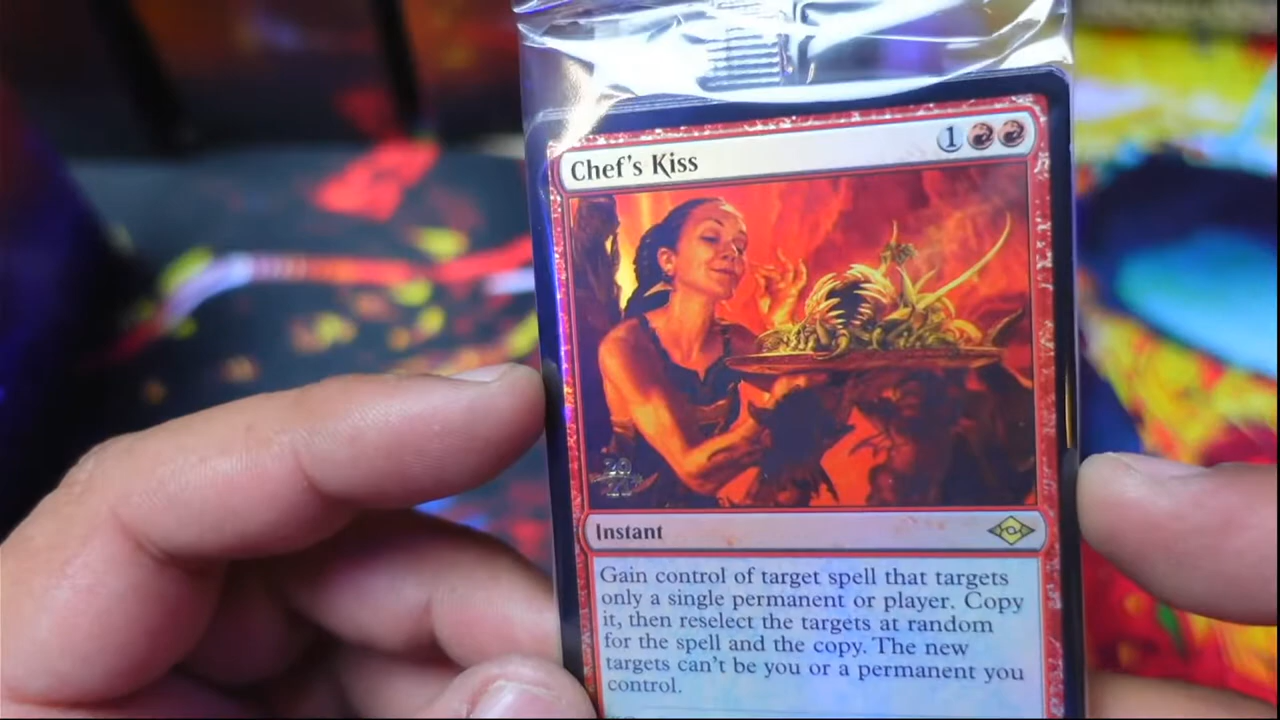 Chef's Kiss
1
20
Instant
Gain control of target spell that targets
only a single permanent or player. Copy
it, then reselect the targets at random
for the spell and the copy. The new
targets can't be you or a permanent you
control.